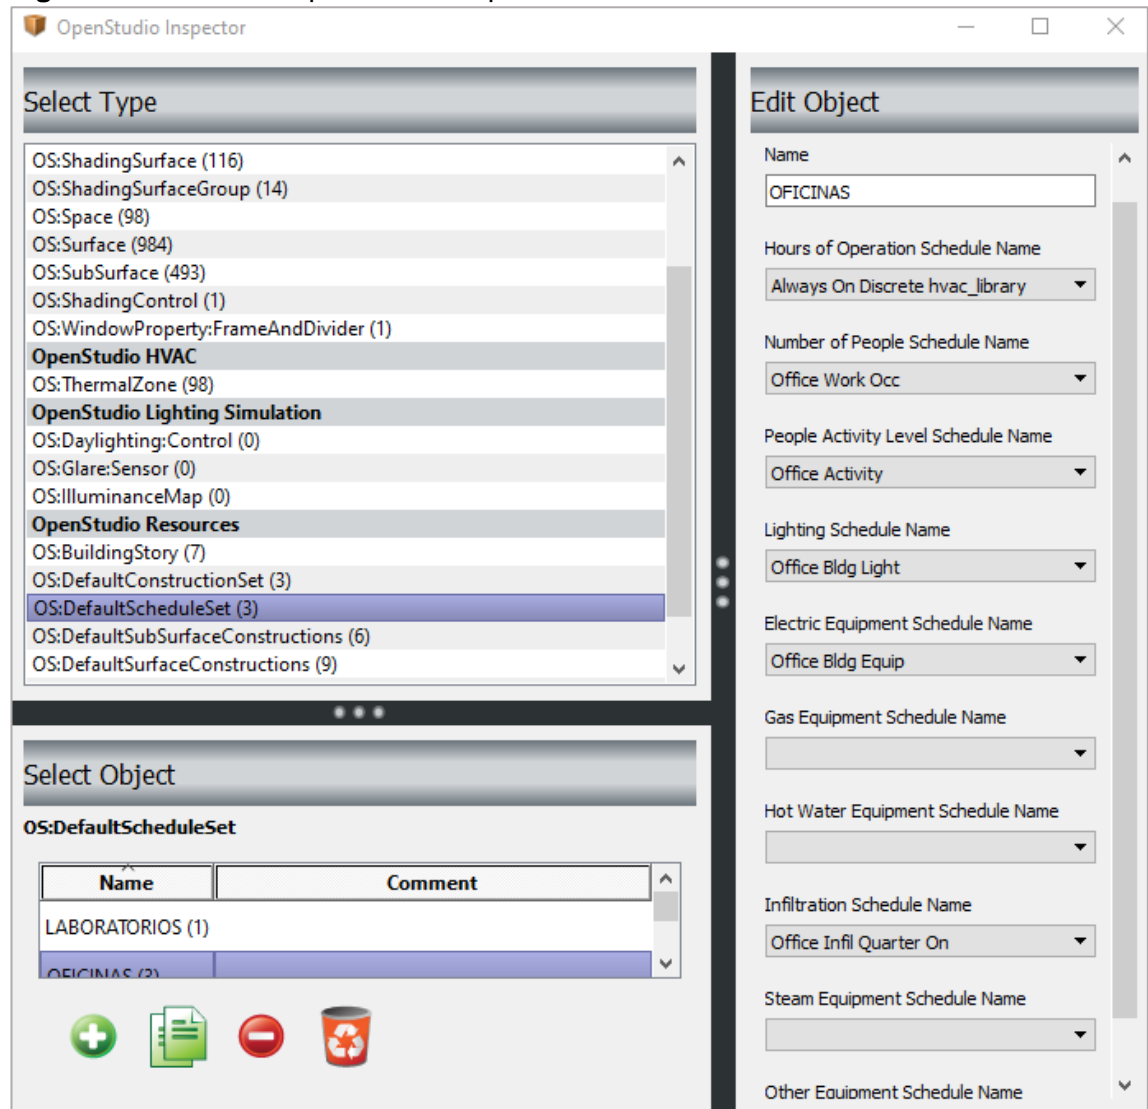 OpenStudio Inspector
Select Type
OS:ShadingSurface (116)
OS:ShadingSurfaceGroup (14)
OS:Space (98)
OS:Surface (984)
OS:SubSurface (493)
OS:ShadingControl (1)
OS:WindowProperty:FrameAndDivider (1)
OpenStudio HVAC
OS:ThermalZone (98)
OpenStudio Lighting Simulation
OS:Daylighting:Control (0)
OS:Glare:Sensor (0)
OS:IlluminanceMap (0)
OpenStudio Resources
OS:BuildingStory (7)
OS:DefaultConstructionSet (3)
OS:DefaultScheduleSet (3)
OS:DefaultSubSurfaceConstructions (6)
OS:DefaultSurfaceConstructions (9)
Select Object
OS:DefaultScheduleSet
Name Comment
LABORATORIOS (1)
OFICINAS
Edit Object
Name
OFICINAS
Hours of Operation Schedule Name
Always On Discrete hvac_library
Number of People Schedule Name
Office Work Occ
People Activity Level Schedule Name
Office Activity
Lighting Schedule Name
Office Bldg Light
Electric Equipment Schedule Name
Office Bldg Equip
Gas Equipment Schedule Name
Hot Water Equipment Schedule Name
Infiltration Schedule Name
Office Infil Quarter On
Steam Equipment Schedule Name
Other Equipment Schedule Name